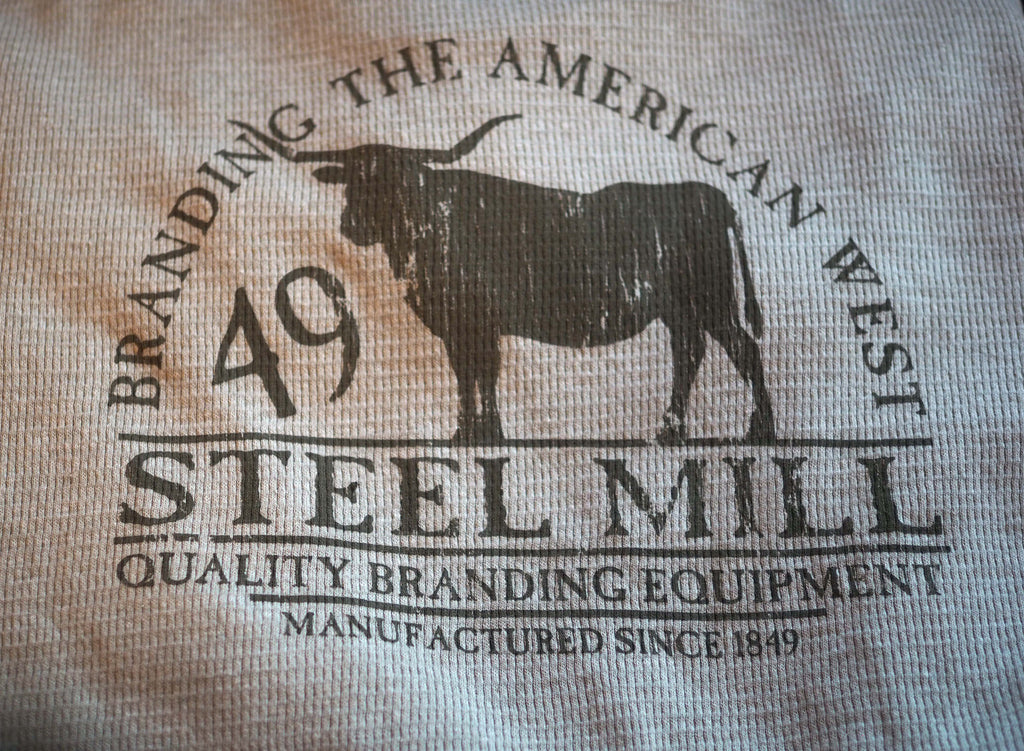 BRANDING THE AMERICAN WEST
49
STEEL MILL
QUALITY BRANDING EQUIPMENT
MANUFACTURED SINCE 1849